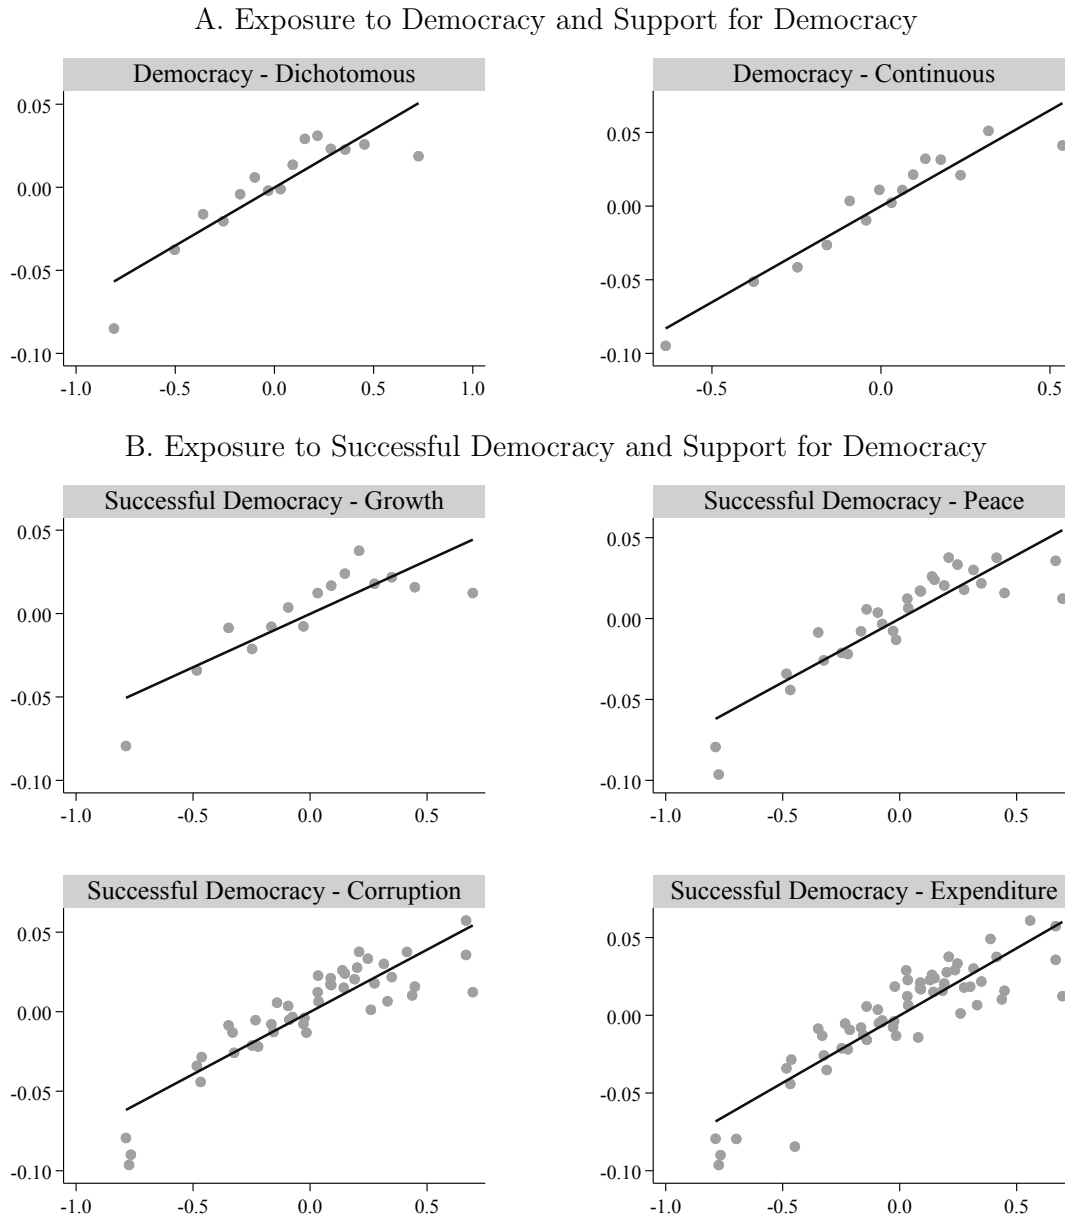 A. Exposure to Democracy and Support for Democracy
Democracy - Dichotomous
Democracy - Continuous
0.05
0.00
-0.05
-0.10
-1.0 -0.5 0.0 0.5 1.0
0.05
0.00
-0.05
-0.10
-0.5 0.0 0.5
B. Exposure to Successful Democracy and Support for Democracy
Successful Democracy - Growth
Successful Democracy - Peace
0.05
0.00
-0.05
-0.10
-1.0 -0.5 0.0 0.5
0.05
0.00
-0.05
-0.10
-1.0 -0.5 0.0 0.5
Successful Democracy - Corruption
Successful Democracy - Expenditure
0.05
0.00
-0.05
-0.10
-1.0 -0.5 0.0 0.5
0.05
0.00
-0.05
-0.10
-1.0 -0.5 0.0 0.5